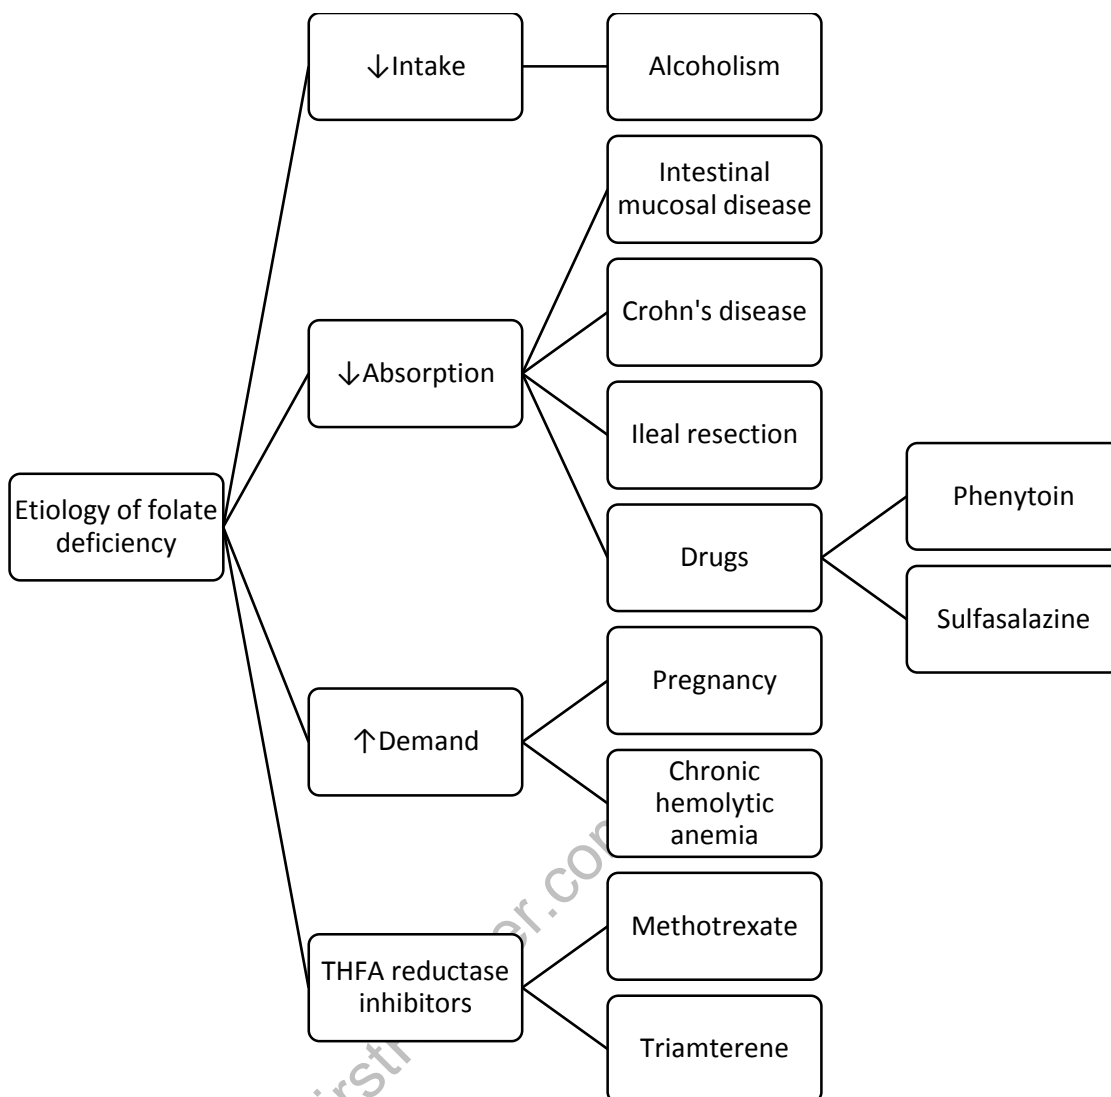 ↓Intake
Alcoholism
Intestinal
mucosal disease
Crohn's disease
↓Absorption
Ileal resection
Etiology of folate
deficiency
Drugs
Phenytoin
Sulfasalazine
↑Demand
Pregnancy
Chronic
hemolytic
anemia
THFA reductase
inhibitors
Methotrexate
Triamterene